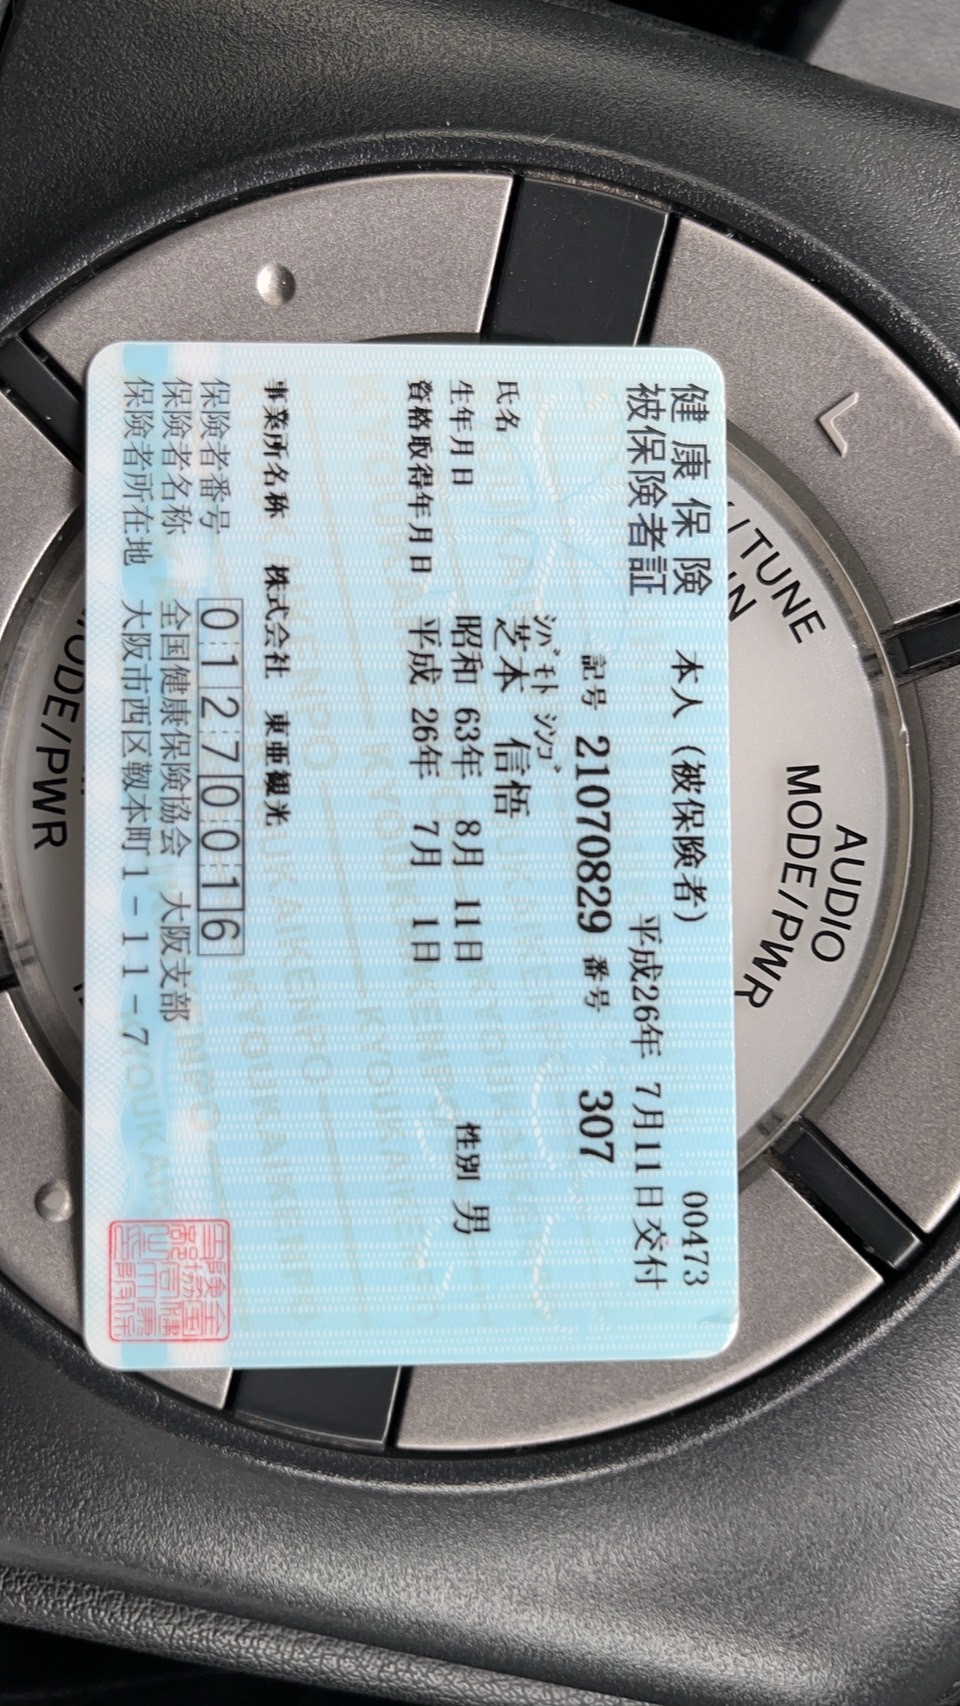 健康保険 本人（被保険者） 00473
被保険者証 平成26年 7月11日交付
記号 21070829 番号 307
ｼﾊﾞﾓﾄ ｼﾝｺﾞ
氏名 芝本 信悟
生年月日 昭和 63年 8月 11日 性別 男
資格取得年月日 平成 26年 7月 1日
事業所名称 株式会社 東亜観光
保険者番号 01270016
保険者名称 全国健康保険協会 大阪支部
保険者所在地 大阪市西区靱本町1-11-7
TUNE
AUDIO
MODE/PWR
MODE/PWR
KYOUKAIKENPO